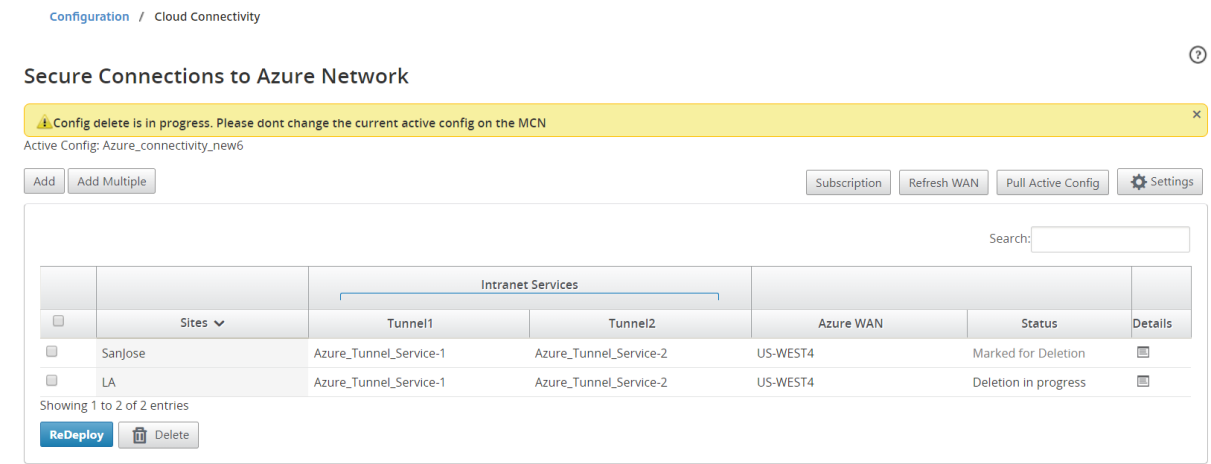 Configuration / Cloud Connectivity
Secure Connections to Azure Network
Config delete is in progress. Please dont change the current active config on the MCN
Active Config: Azure_connectivity_new6
Add Add Multiple Subscription Refresh WAN Pull Active Config Settings
Search:
Intranet Services
Sites Tunnel1 Tunnel2 Azure WAN Status Details
SanJose Azure_Tunnel_Service-1 Azure_Tunnel_Service-2 US-WEST4 Marked for Deletion
LA Azure_Tunnel_Service-1 Azure_Tunnel_Service-2 US-WEST4 Deletion in progress
Showing 1 to 2 of 2 entries
ReDeploy Delete